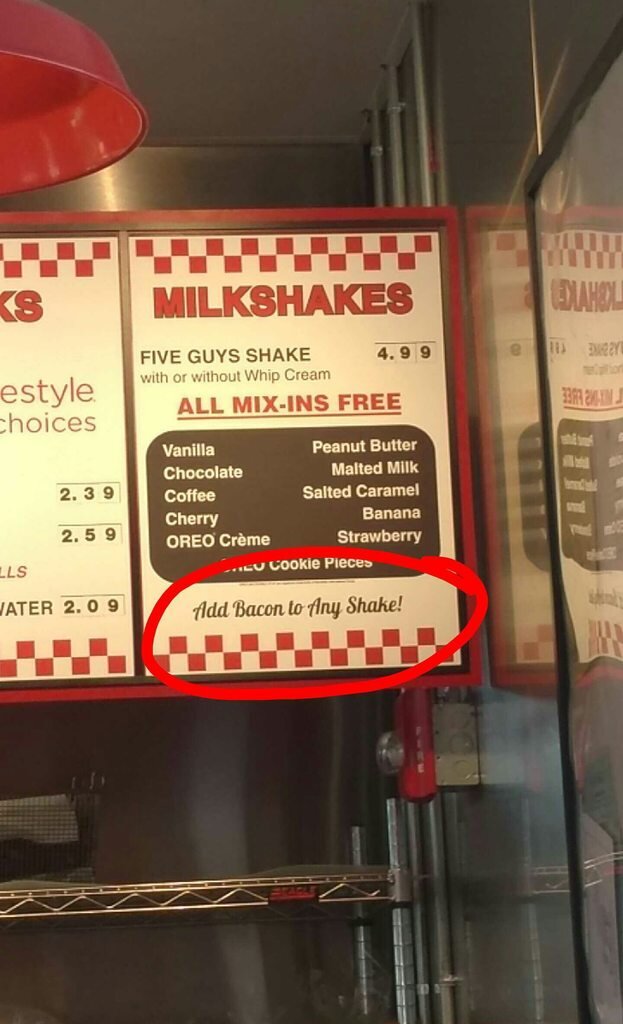 KS
estyle
choices
2.39
2.59
LLS
WATER 2.09
MILKSHAKES
FIVE GUYS SHAKE 4.99
with or without Whip Cream
ALL MIX-INS FREE
Vanilla Peanut Butter
Chocolate Malted Milk
Coffee Salted Caramel
Cherry Banana
OREO Crème Strawberry
OREO Cookie Pieces
Add Bacon to Any Shake!
EAGLE